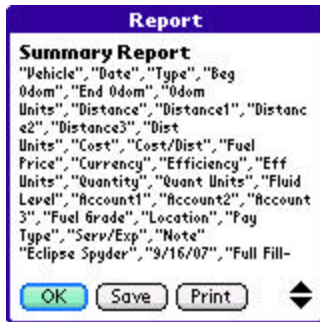 Report
Summary Report
"Vehicle","Date","Type","Beg
Odom","End Odom","Odom
Units","Distance","Distance1","Distanc
e2","Distance3","Dist
Units","Cost","Cost/Dist","Fuel
Price","Currency","Efficiency","Eff
Units","Quantity","Quant Units","Fluid
Level","Account1","Account2","Account
3","Fuel Grade","Location","Pay
Type","Serv/Exp","Note"
"Eclipse Spyder","9/16/07","Full Fill-
OK Save Print